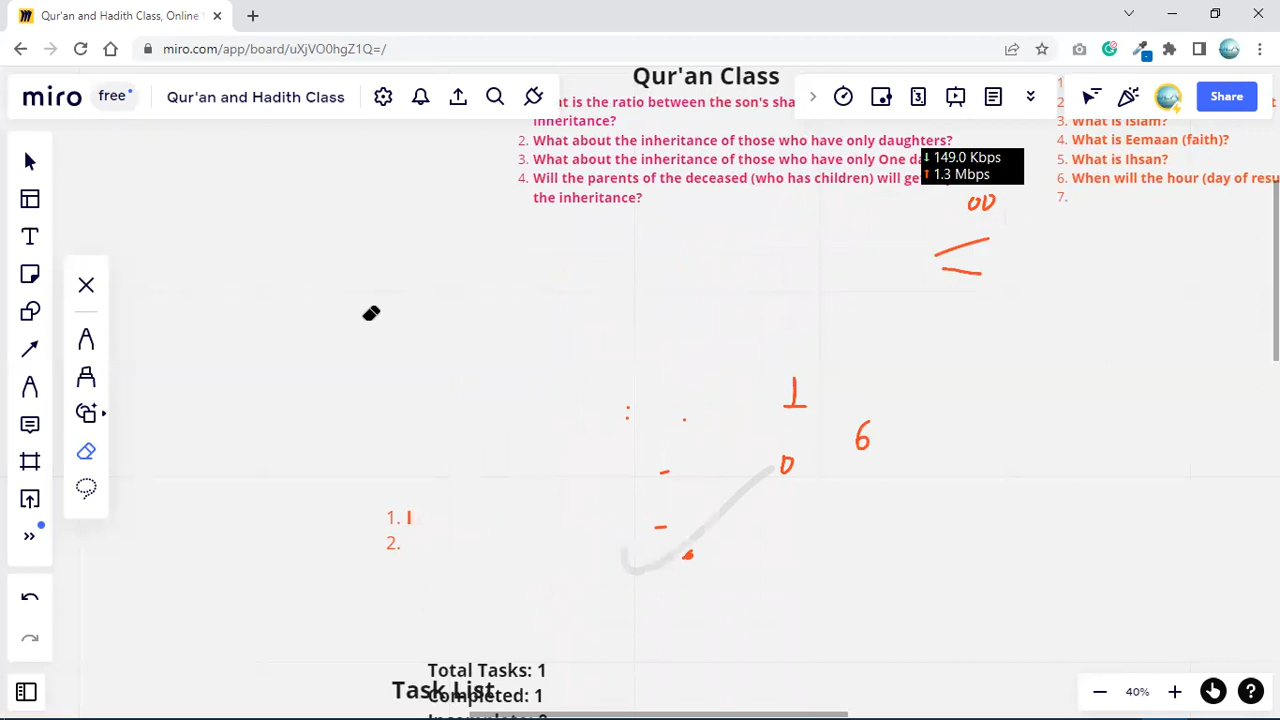 Qur'an and Hadith Class, Online
miro.com/app/board/uXjVO0hgZ1Q=/
Qur'an Class
miro free Qur'an and Hadith Class
3
Share
is the ratio between the son's sha
inheritance?
2. What about the inheritance of those who have only daughters?
3. What about the inheritance of those who have only One da
4. Will the parents of the deceased (who has children) will ge
the inheritance?
149.0 Kbps
1.3 Mbps
1.
2.
3. What is Islam?
4. What is Eemaan (faith)?
5. What is Ihsan?
6. When will the hour (day of resu
7.
1
6
0
1. I
2.
Total Tasks: 1
Task List
Completed: 1
40%